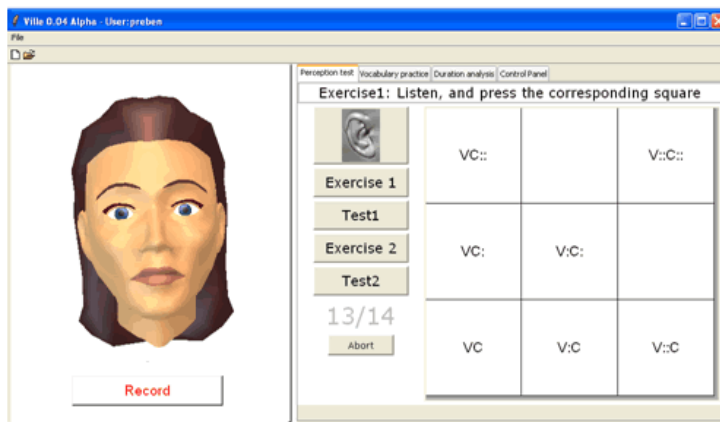 Ville 0.04 Alpha - User:preben
File
Perception test Vocabulary practice Duration analysis Control Panel
Exercise1: Listen, and press the corresponding square
Exercise 1
Test1
Exercise 2
Test2
13/14
Abort
VC:: V::C::
VC: V:C:
VC V:C V::C
Record